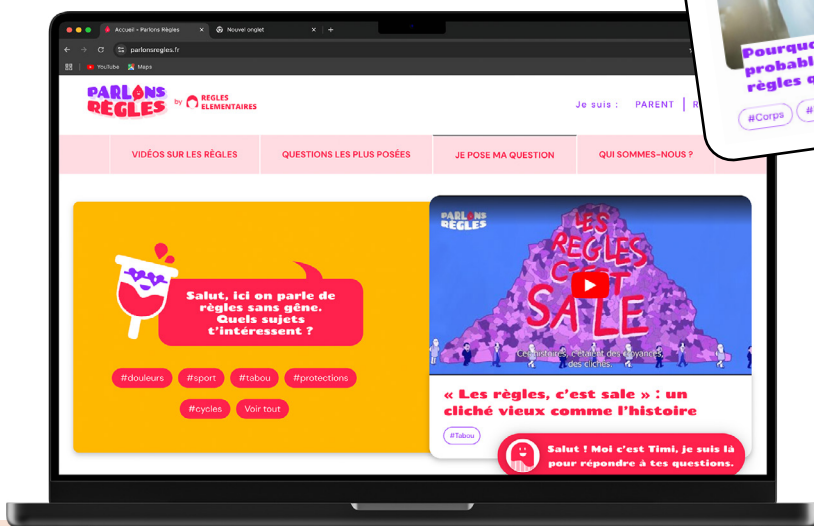 Accueil - Parlons Règles
Nouvel onglet
parlonsregles.fr
YouTube
Maps
PARLONS
RÈGLES
by
REGLES
ELEMENTAIRES
Je suis : PARENT
VIDÉOS SUR LES RÈGLES
QUESTIONS LES PLUS POSÉES
JE POSE MA QUESTION
QUI SOMMES-NOUS ?
Salut, ici on parle de
règles sans gêne.
Quels sujets
t'intéressent ?
#douleurs
#sport
#tabou
#protections
#cycles
Voir tout
PARLONS
RÈGLES
LES
RÈGLES
C'EST
SALE
Ces histoires, c'étaient des croyances,
des clichés.
« Les règles, c'est sale » : un
cliché vieux comme l'histoire
#Tabou
Salut ! Moi c'est Timi, je suis là
pour répondre à tes questions.
règles
#Corps